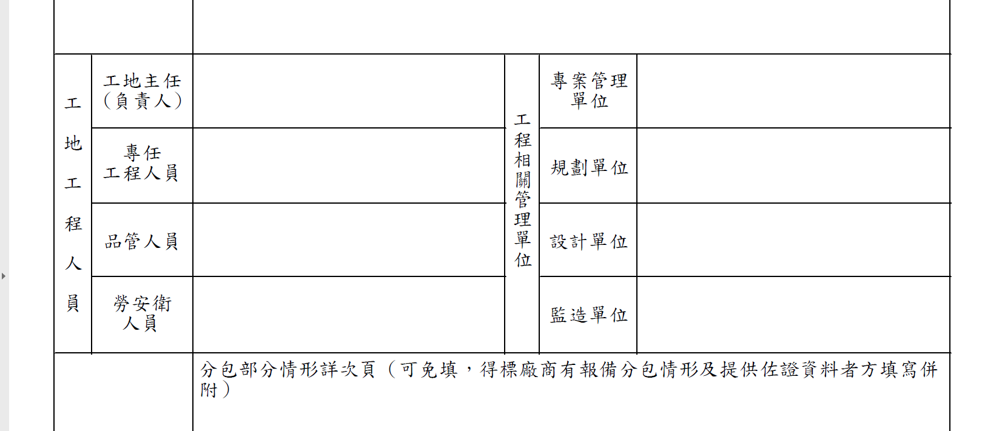 工地工程人員
工地主任
（負責人）
專任
工程人員
品管人員
勞安衛
人員
工程相關管理單位
專案管理
單位
規劃單位
設計單位
監造單位
分包部分情形詳次頁（可免填，得標廠商有報備分包情形及提供佐證資料者方填寫併
附）